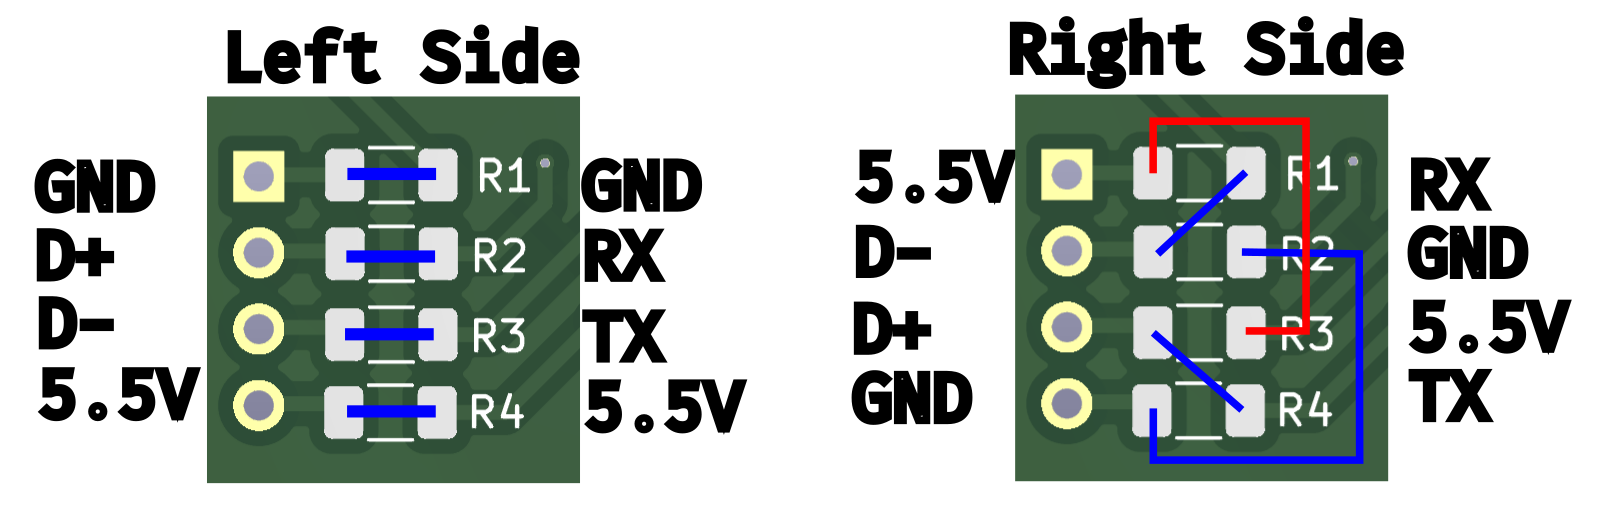 Left Side
GND
D+
D-
5.5V
R1
R2
R3
R4
GND
RX
TX
5.5V
Right Side
5.5V
D-
D+
GND
R1
R2
R3
R4
RX
GND
5.5V
TX